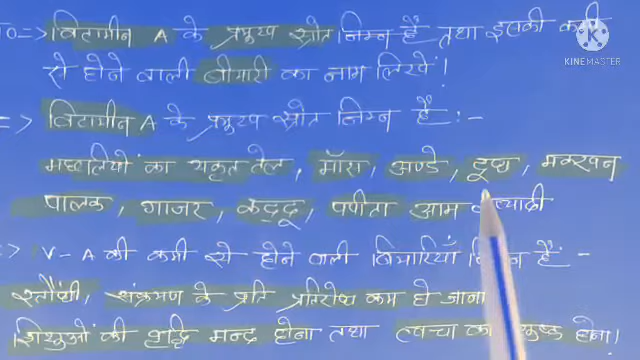 => विटामीन A के प्रमुख स्रोत निम्न है तथा इसकी कमी
KINEMASTER
से होने वाली बीमारी का नाम लिखें!
=> विटामीन A के प्रमुख स्रोत निम्न हैं:-
मछलियों का यकृत तेल, माँस, अण्डे, दूध, मक्खन
पालक, गाजर, कद्दू, पपीता आम
=> V-A की कमी से होने वाली बिमारियाँ हैं:-
रतौंधी, संक्रमण के प्रति प्रतिरोध कम हो जाना
शिशुओं की वृद्धि मन्द होना तथा त्वचा का शुष्क होना!